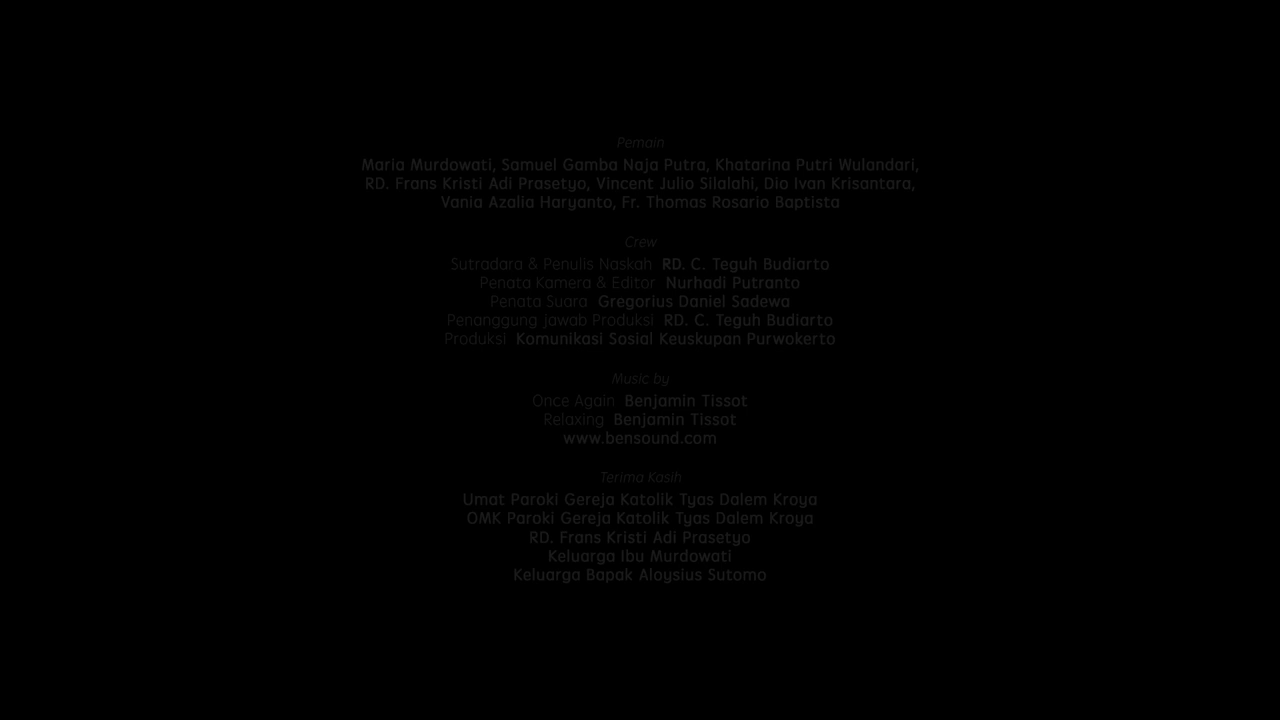 Pemain
Maria Murdowati, Samuel Gamba Naja Putra, Khatarina Putri Wulandari,
RD. Frans Kristi Adi Prasetyo, Vincent Julio Silalahi, Dio Ivan Krisantara,
Vania Azalia Haryanto, Fr. Thomas Rosario Baptista
Crew
Sutradara & Penulis Naskah RD. C. Teguh Budiarto
Penata Kamera & Editor Nurhadi Putranto
Penata Suara Gregorius Daniel Sadewa
Penanggung jawab Produksi RD. C. Teguh Budiarto
Produksi Komunikasi Sosial Keuskupan Purwokerto
Music by
Once Again Benjamin Tissot
Relaxing Benjamin Tissot
www.bensound.com
Terima Kasih
Umat Paroki Gereja Katolik Tyas Dalem Kroya
OMK Paroki Gereja Katolik Tyas Dalem Kroya
RD. Frans Kristi Adi Prasetyo
Keluarga Ibu Murdowati
Keluarga Bapak Aloysius Sutomo